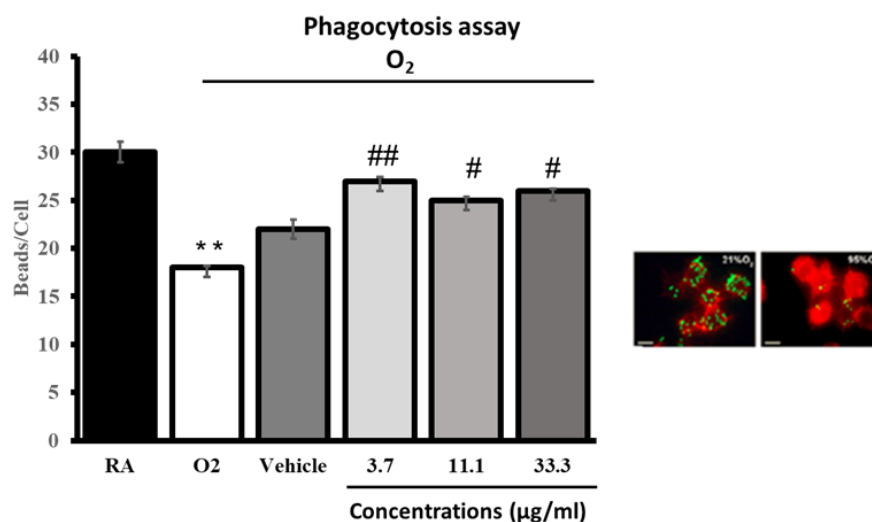 Phagocytosis assay
O₂
40
35
30
25
20
15
10
5
0
Beads/Cell
**
##
#
#
RA O2 Vehicle 3.7 11.1 33.3
Concentrations (µg/ml)
21%O₂
95%O